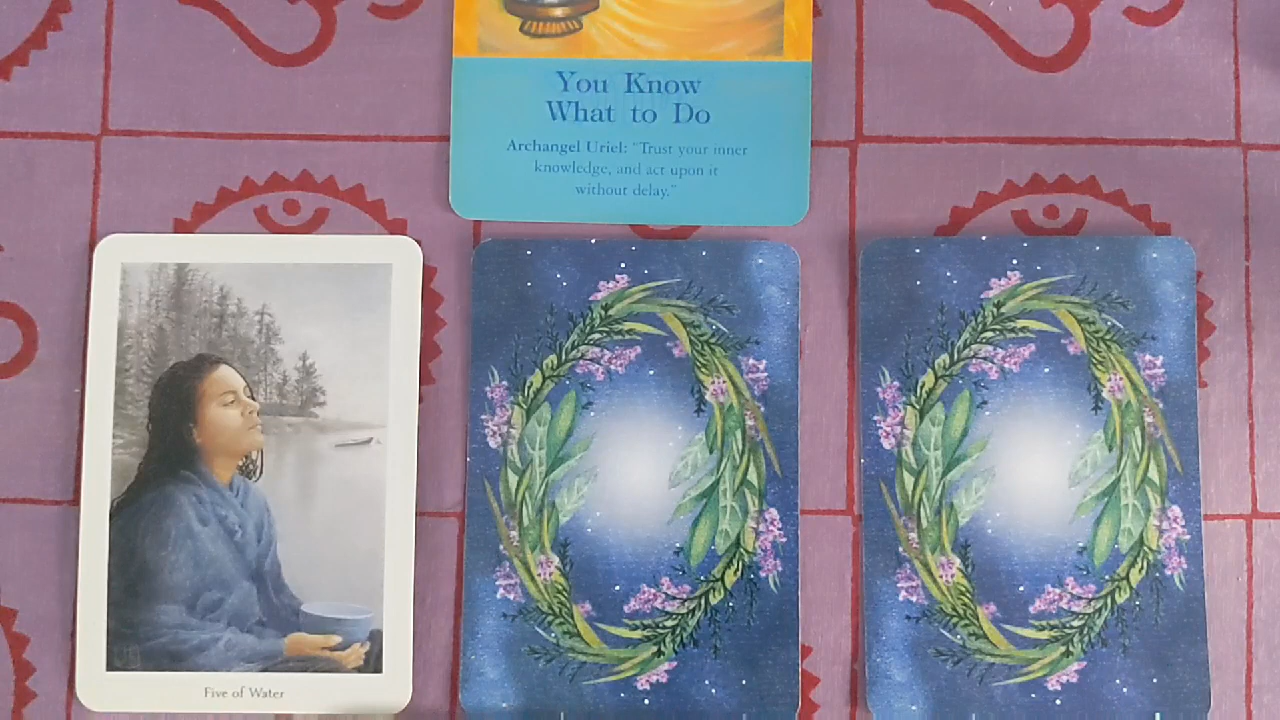 You Know
What to Do
Archangel Uriel: “Trust your inner
knowledge, and act upon it
without delay.”
Five of Water